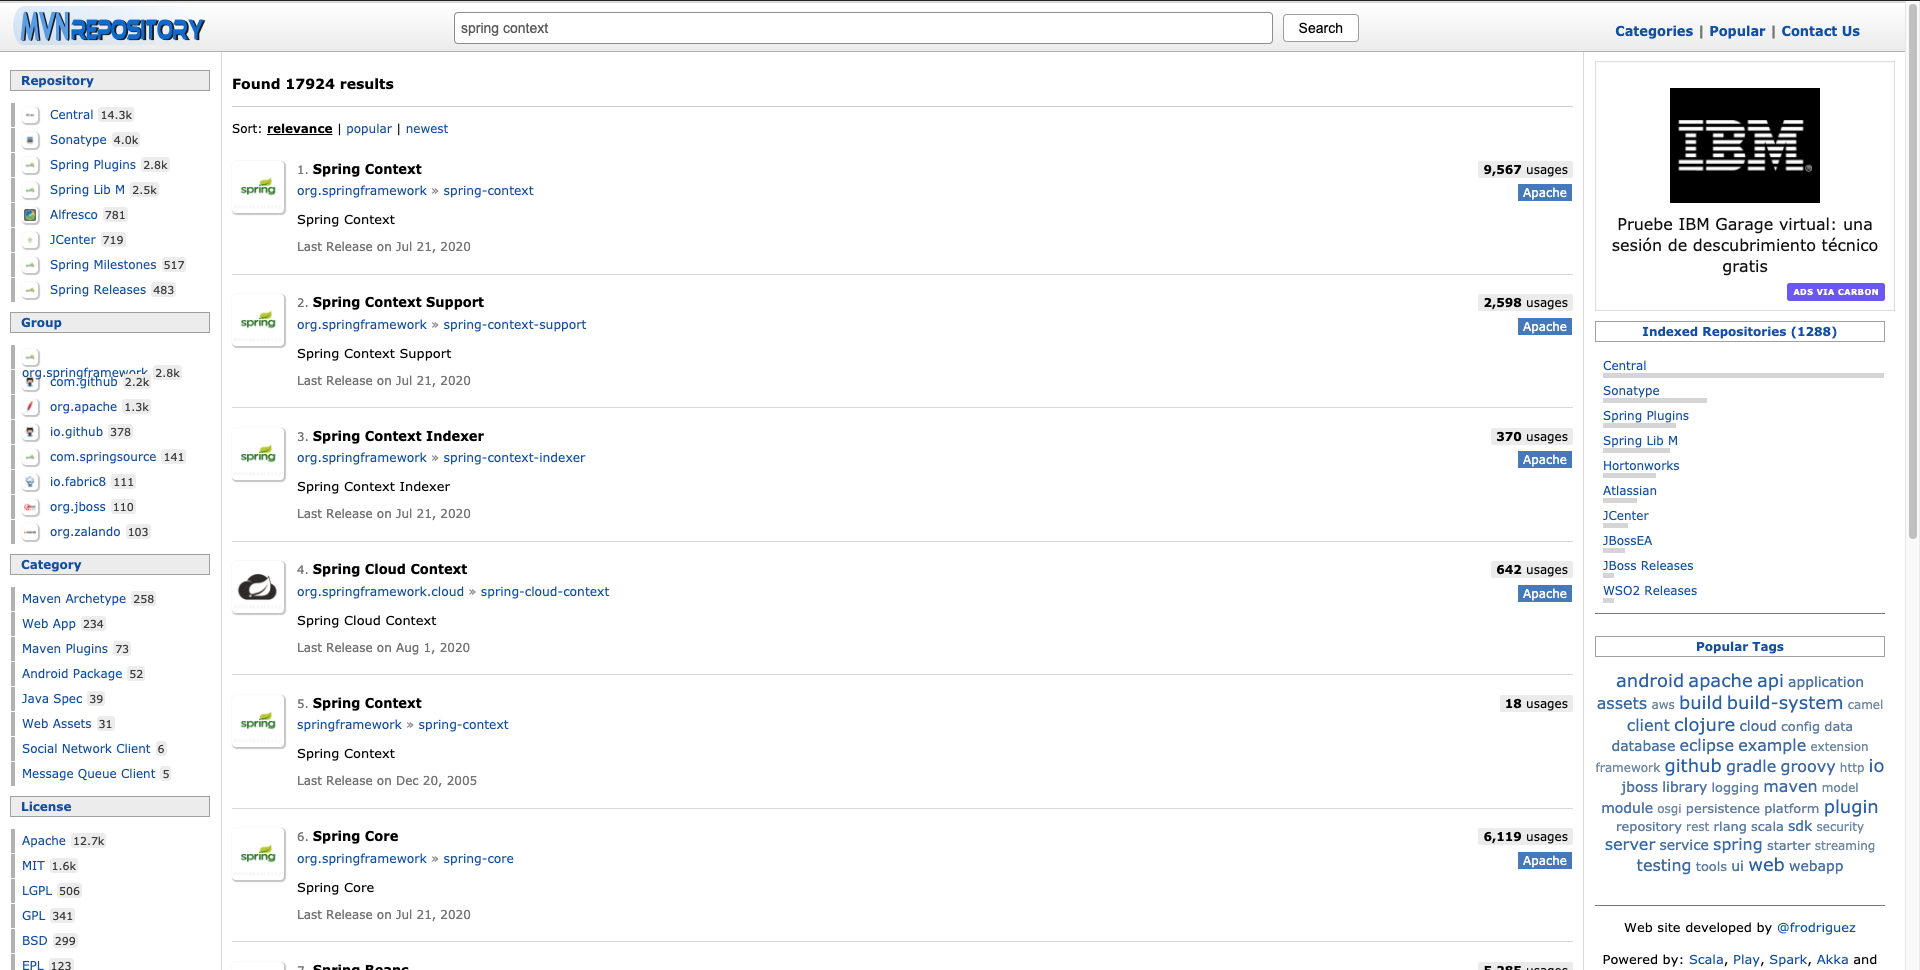 MVNREPOSITORY
spring context
Search
Categories | Popular | Contact Us
Repository
Central 14.3k
Sonatype 4.0k
Spring Plugins 2.8k
Spring Lib M 2.5k
Alfresco 781
JCenter 719
Spring Milestones 517
Spring Releases 483
Group
org.springframework 2.8k
com.github 2.2k
org.apache 1.3k
io.github 378
com.springsource 141
io.fabric8 111
org.jboss 110
org.zalando 103
Category
Maven Archetype 258
Web App 234
Maven Plugins 73
Android Package 52
Java Spec 39
Web Assets 31
Social Network Client 6
Message Queue Client 5
License
Apache 12.7k
MIT 1.6k
LGPL 506
GPL 341
BSD 299
EPL 123
Found 17924 results
Sort: relevance | popular | newest
spring
1. Spring Context
9,567 usages
org.springframework » spring-context
Apache
Spring Context
Last Release on Jul 21, 2020
spring
2. Spring Context Support
2,598 usages
org.springframework » spring-context-support
Apache
Spring Context Support
Last Release on Jul 21, 2020
spring
3. Spring Context Indexer
370 usages
org.springframework » spring-context-indexer
Apache
Spring Context Indexer
Last Release on Jul 21, 2020
4. Spring Cloud Context
642 usages
org.springframework.cloud » spring-cloud-context
Apache
Spring Cloud Context
Last Release on Aug 1, 2020
spring
5. Spring Context
18 usages
springframework » spring-context
Spring Context
Last Release on Dec 20, 2005
spring
6. Spring Core
6,119 usages
org.springframework » spring-core
Apache
Spring Core
Last Release on Jul 21, 2020
7. Spring Beans
5,285 usages
IBM
Pruebe IBM Garage virtual: una
sesión de descubrimiento técnico
gratis
ADS VIA CARBON
Indexed Repositories (1288)
Central
Sonatype
Spring Plugins
Spring Lib M
Hortonworks
Atlassian
JCenter
JBossEA
JBoss Releases
WSO2 Releases
Popular Tags
android apache api application
assets aws build build-system camel
client clojure cloud config data
database eclipse example extension
framework github gradle groovy http io
jboss library logging maven model
module osgi persistence platform plugin
repository rest rlang scala sdk security
server service spring starter streaming
testing tools ui web webapp
Web site developed by @frodriguez
Powered by: Scala, Play, Spark, Akka and